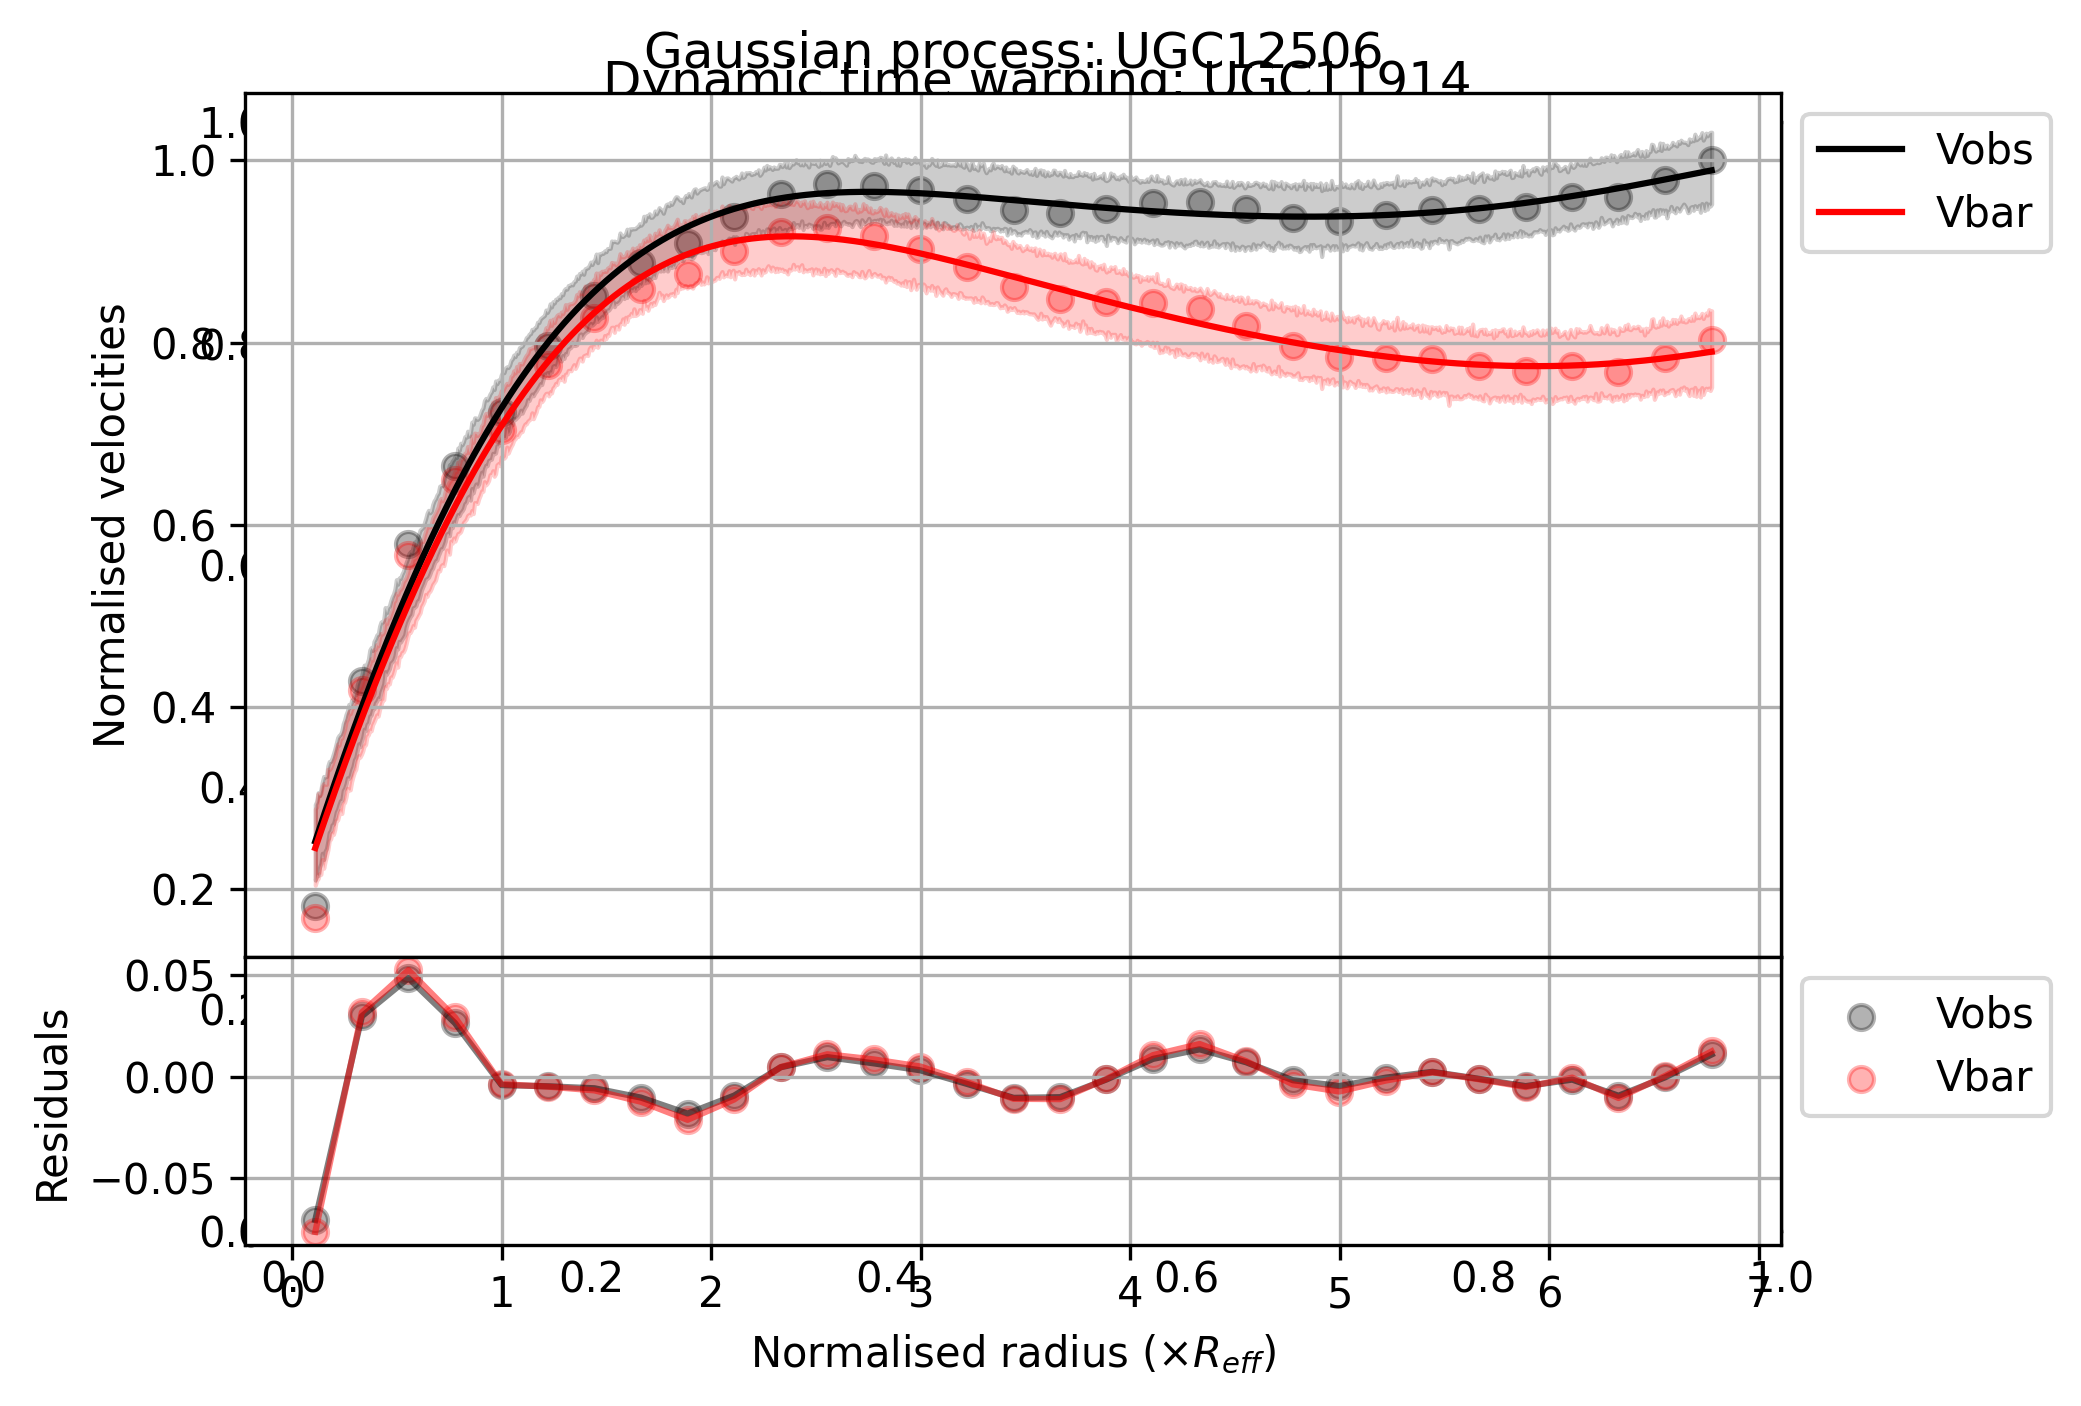 Gaussian process: UGC12506
Dynamic time warping: UGC11914
Normalised velocities
1.0
0.8
0.6
0.4
0.2
Vobs
Vbar
Residuals
0.05
0.00
−0.05
Vobs
Vbar
0.0 0.2 0.4 0.6 0.8 1.0
0 1 2 3 4 5 6 7
Normalised radius (×R_eff)